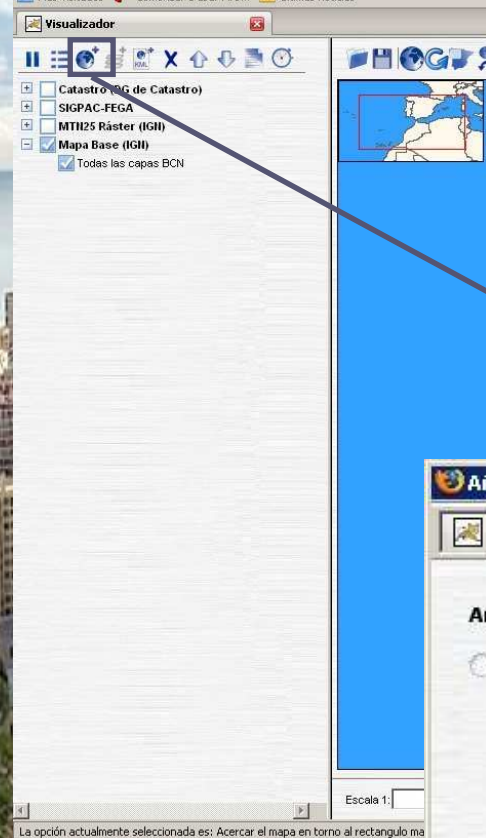 Visualizador
KML
Catastro (DG de Catastro)
SIGPAC-FEGA
MTN25 Ráster (IGN)
Mapa Base (IGN)
Todas las capas BCN
Escala 1:
La opción actualmente seleccionada es: Acercar el mapa en torno al rectangulo ma